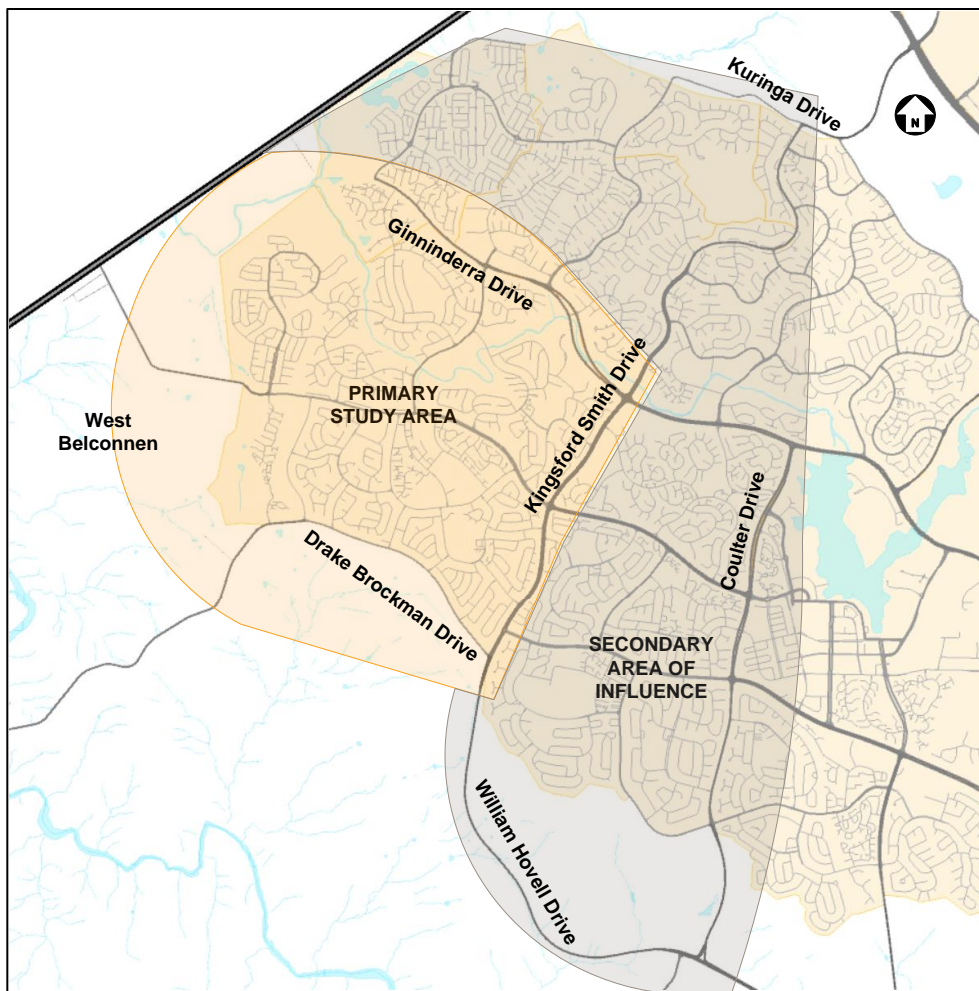 Kuringa Drive
N
Ginninderra Drive
Kingsford Smith Drive
PRIMARY
STUDY AREA
West
Belconnen
Coulter Drive
Drake Brockman Drive
SECONDARY
AREA OF
INFLUENCE
William Hovell Drive